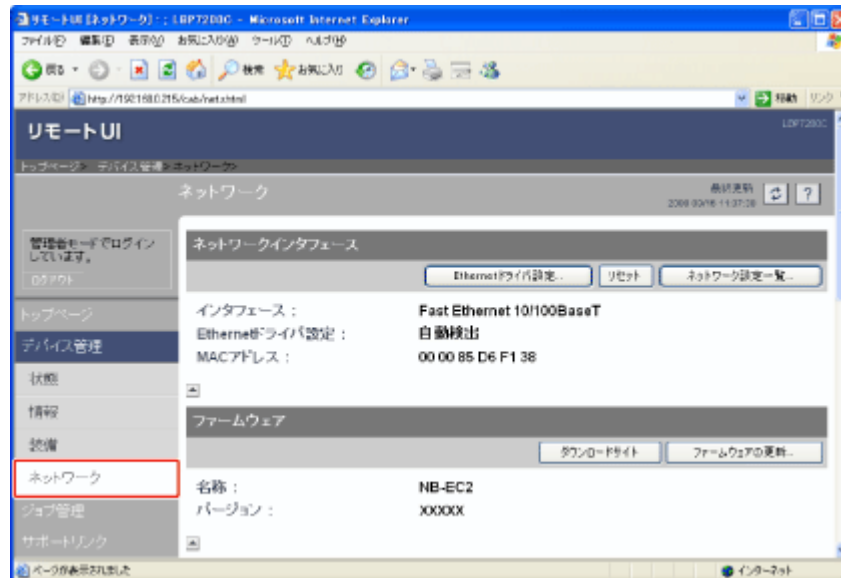 リモートUI [ネットワーク] : ; LBP7200C - Microsoft Internet Explorer
ファイル(F) 編集(E) 表示(V) お気に入り(A) ツール(T) ヘルプ(H)
戻る 検索 お気に入り
アドレス(D) http://192.168.0.215/cab/net.shtml 移動 リンク
リモートUI LBP7200C
トップページ> デバイス管理> ネットワーク>
ネットワーク 最終更新
管理者モードでログイン
しています。
ログアウト
トップページ
デバイス管理
状態
情報
装備
ネットワーク
ジョブ管理
サポートリンク
ネットワークインタフェース
Ethernetドライバ設定... リセット ネットワーク設定一覧...
インタフェース : Fast Ethernet 10/100BaseT
Ethernetドライバ設定 : 自動検出
MACアドレス : 00 00 85 D6 F1 38
ファームウェア
ダウンロードサイト ファームウェアの更新...
名称 : NB-EC2
バージョン : XXXXX
ページが表示されました インターネット